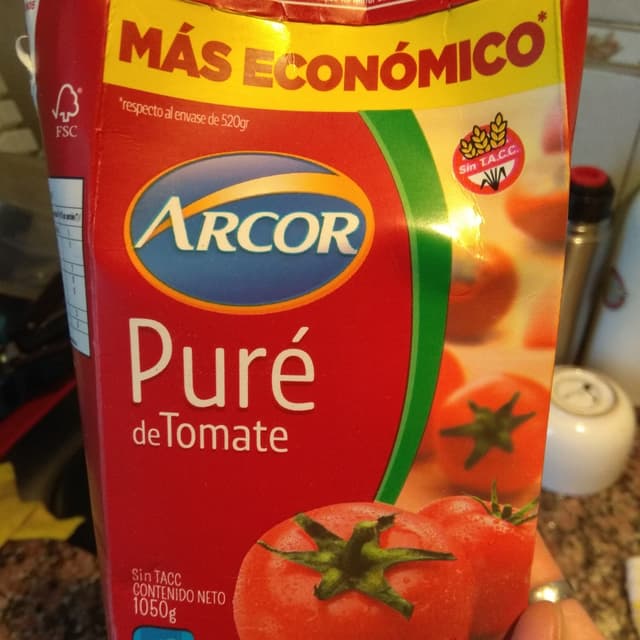 MÁS ECONÓMICO*
*respecto al envase de 520gr
FSC
Sin T.A.C.C.
ARCOR
Puré
de Tomate
Sin TACC
CONTENIDO NETO
1050g